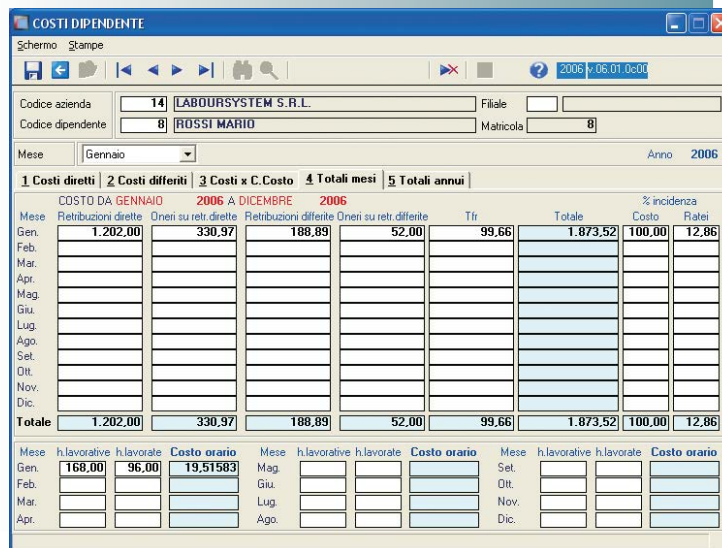 COSTI DIPENDENTE
Schermo Stampe
2006 v.06.01.0c00
Codice azienda 14 LABOURSYSTEM S.R.L. Filiale
Codice dipendente 8 ROSSI MARIO Matricola 8
Mese Gennaio Anno 2006
1 Costi diretti 2 Costi differiti 3 Costi x C.Costo 4 Totali mesi 5 Totali annui
COSTO DA GENNAIO 2006 A DICEMBRE 2006 % incidenza
Mese Retribuzioni dirette Oneri su retr.dirette Retribuzioni differite Oneri su retr.differite Tfr Totale Costo Ratei
Gen. 1.202,00 330,97 188,89 52,00 99,66 1.873,52 100,00 12,86
Feb.
Mar.
Apr.
Mag.
Giu.
Lug.
Ago.
Set.
Ott.
Nov.
Dic.
Totale 1.202,00 330,97 188,89 52,00 99,66 1.873,52 100,00 12,86
Mese h.lavorative h.lavorate Costo orario Mese h.lavorative h.lavorate Costo orario Mese h.lavorative h.lavorate Costo orario
Gen. 168,00 96,00 19,51583 Mag. Set.
Feb. Giu. Ott.
Mar. Lug. Nov.
Apr. Ago. Dic.